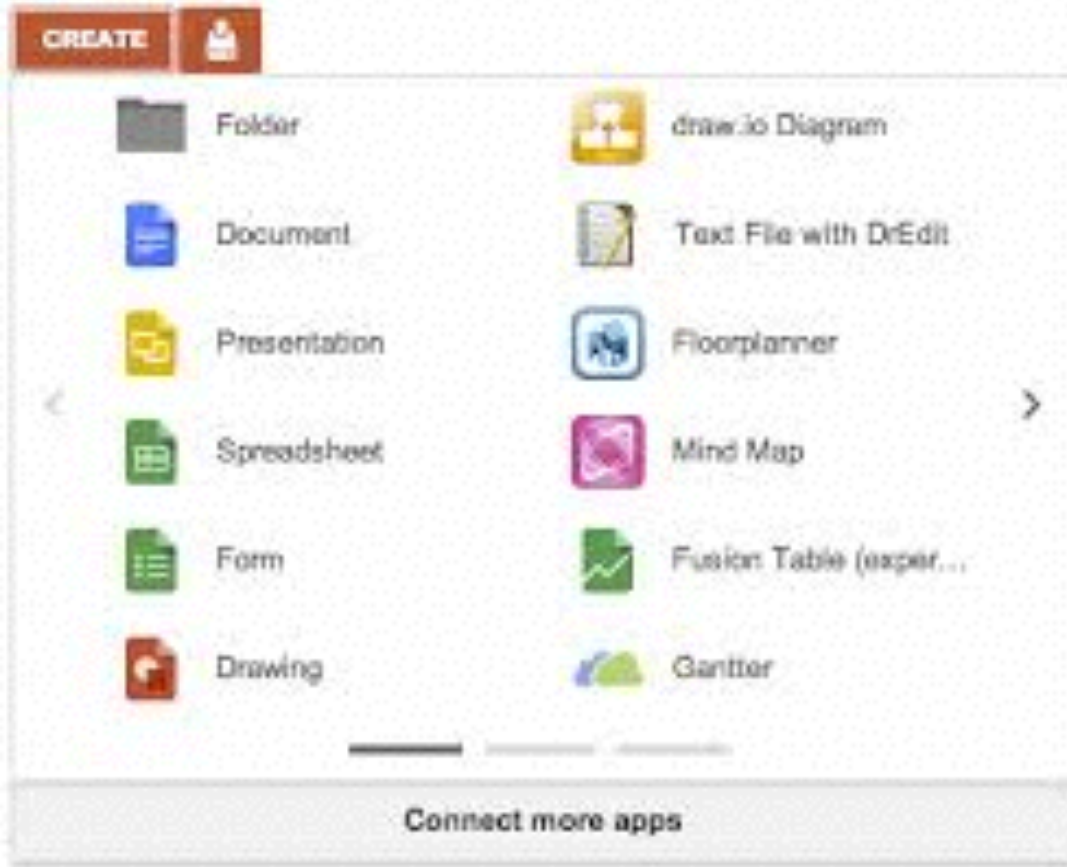 CREATE
Folder
draw.io Diagram
Document
Text File with DrEdit
Presentation
Floorplanner
Spreadsheet
Mind Map
Form
Fusion Table (exper...
Drawing
Gantter
Connect more apps